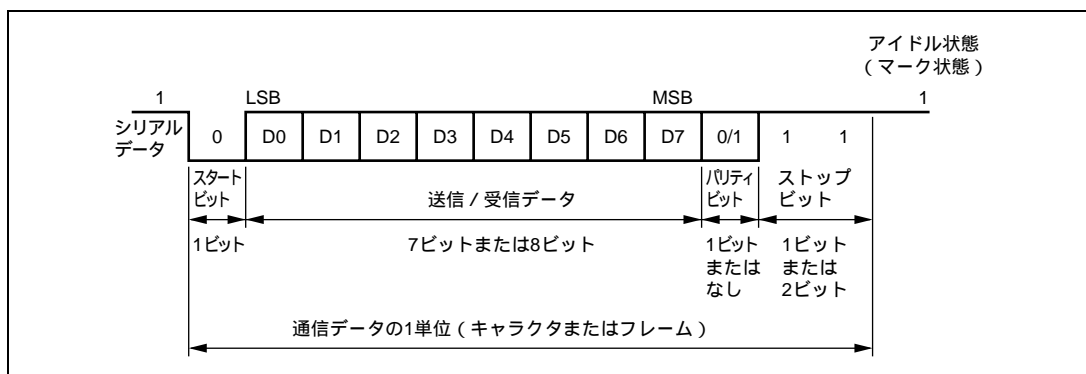 アイドル状態
(マーク状態)
1 LSB MSB 1
シリアル
データ
0 D0 D1 D2 D3 D4 D5 D6 D7 0/1 1 1
スタート
ビット
送信/受信データ
パリティ
ビット
ストップ
ビット
1ビット
7ビットまたは8ビット
1ビット
または
なし
1ビット
または
2ビット
通信データの1単位(キャラクタまたはフレーム)